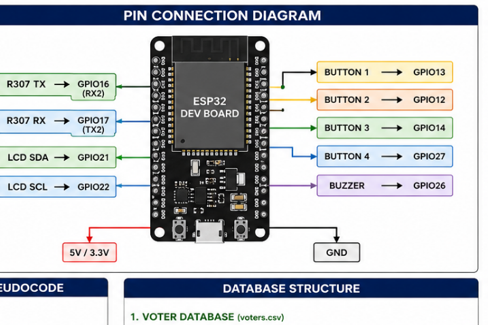 PIN CONNECTION DIAGRAM
R307 TX → GPIO16
(RX2)
R307 RX → GPIO17
(TX2)
LCD SDA → GPIO21
LCD SCL → GPIO22
5V / 3.3V
ESP32
DEV BOARD
BUTTON 1 → GPIO13
BUTTON 2 → GPIO12
BUTTON 3 → GPIO14
BUTTON 4 → GPIO27
BUZZER → GPIO26
GND
EUDOCODE
DATABASE STRUCTURE
1. VOTER DATABASE (voters.csv)